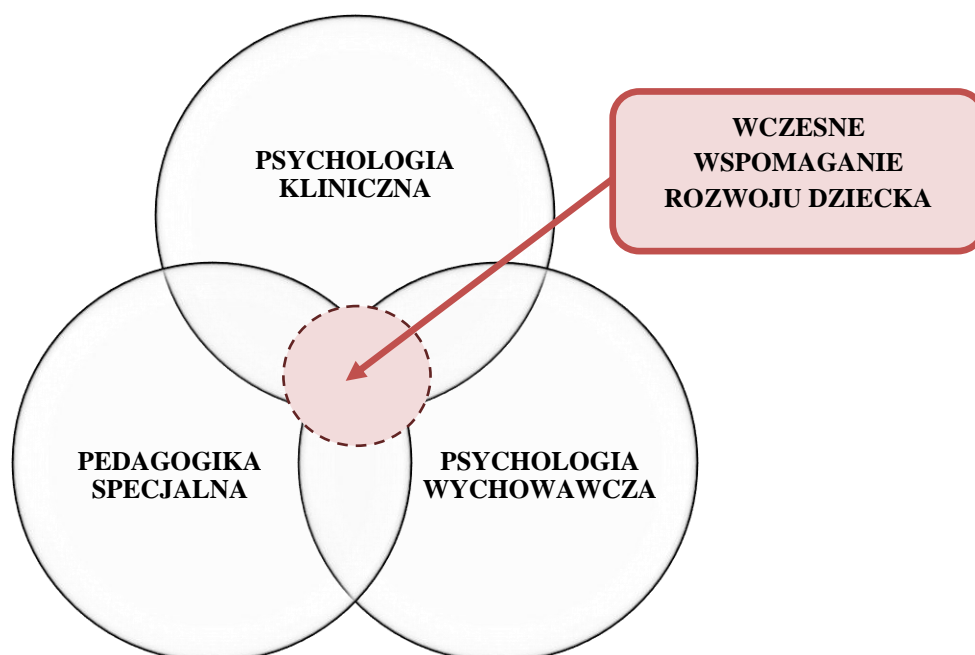 PSYCHOLOGIA
KLINICZNA
WCZESNE
WSPOMAGANIE
ROZWOJU DZIECKA
PEDAGOGIKA
SPECJALNA
PSYCHOLOGIA
WYCHOWAWCZA